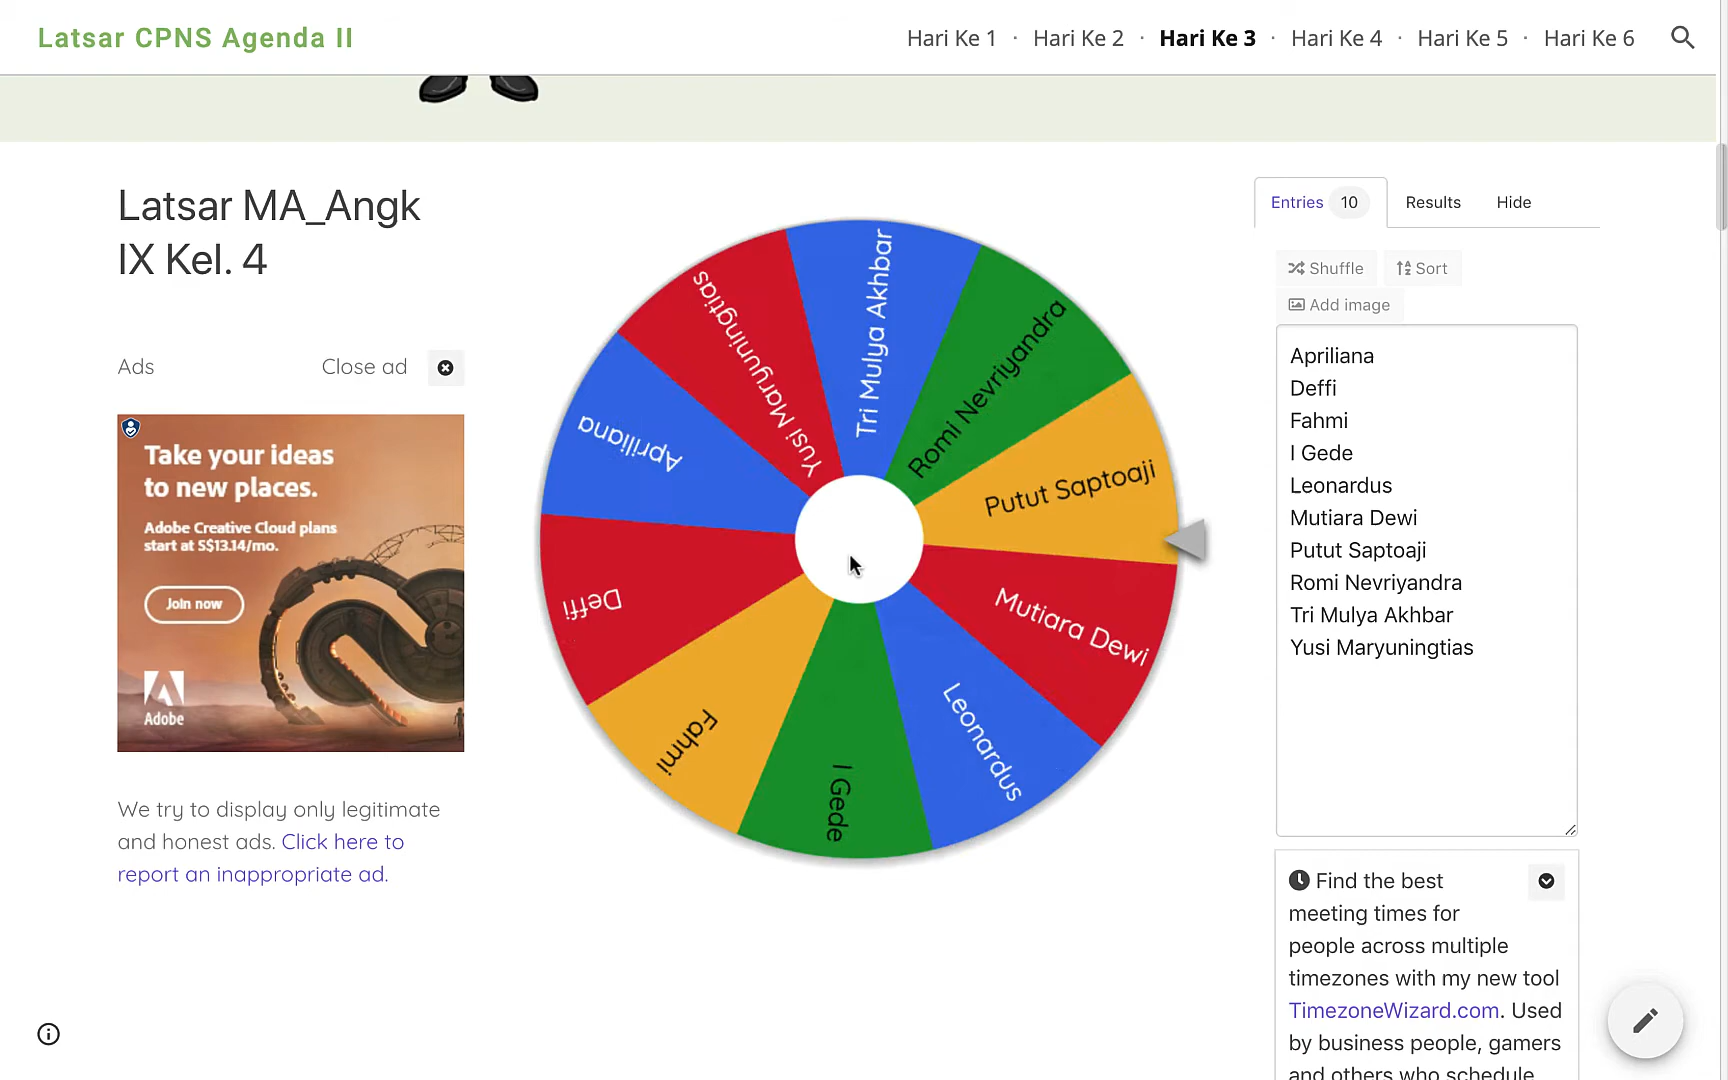 Latsar CPNS Agenda II
Hari Ke 1 · Hari Ke 2 · Hari Ke 3 · Hari Ke 4 · Hari Ke 5 · Hari Ke 6
Latsar MA_Angk
IX Kel. 4
Ads Close ad
Take your ideas
to new places.
Adobe Creative Cloud plans
start at S$13.14/mo.
Join now
Adobe
We try to display only legitimate
and honest ads. Click here to
report an inappropriate ad.
Tri Mulya Akhbar
Romi Nevriyandra
Putut Saptoaji
Mutiara Dewi
Leonardus
I Gede
Fahmi
Deffi
Apriliana
Yusi Maryuningtias
Entries 10 Results Hide
Shuffle Sort
Add image
Apriliana
Deffi
Fahmi
I Gede
Leonardus
Mutiara Dewi
Putut Saptoaji
Romi Nevriyandra
Tri Mulya Akhbar
Yusi Maryuningtias
Find the best
meeting times for
people across multiple
timezones with my new tool
TimezoneWizard.com. Used
by business people, gamers
and others who schedule